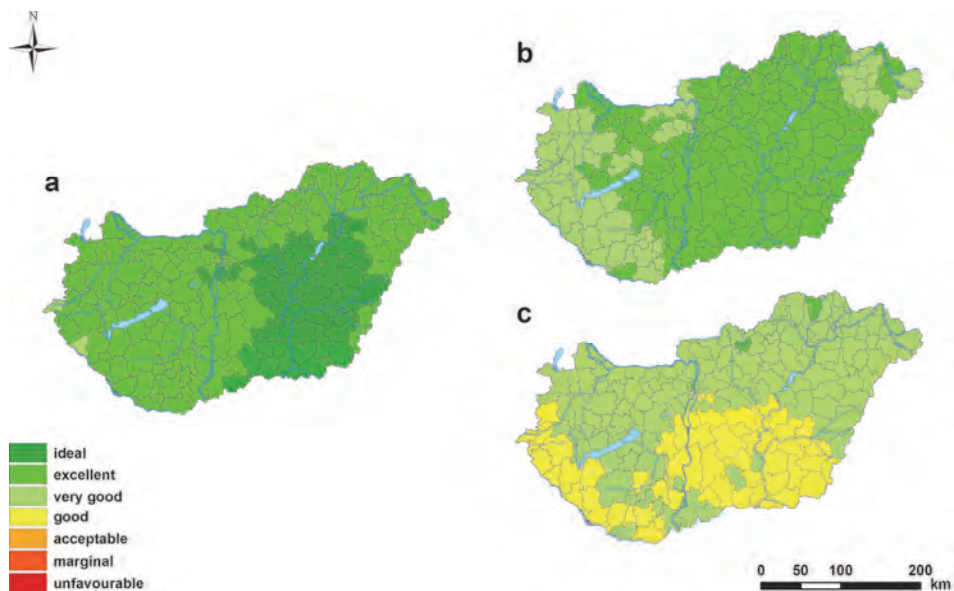 N
b
a
c
ideal
excellent
very good
good
acceptable
marginal
unfavourable
0 50 100 200
km